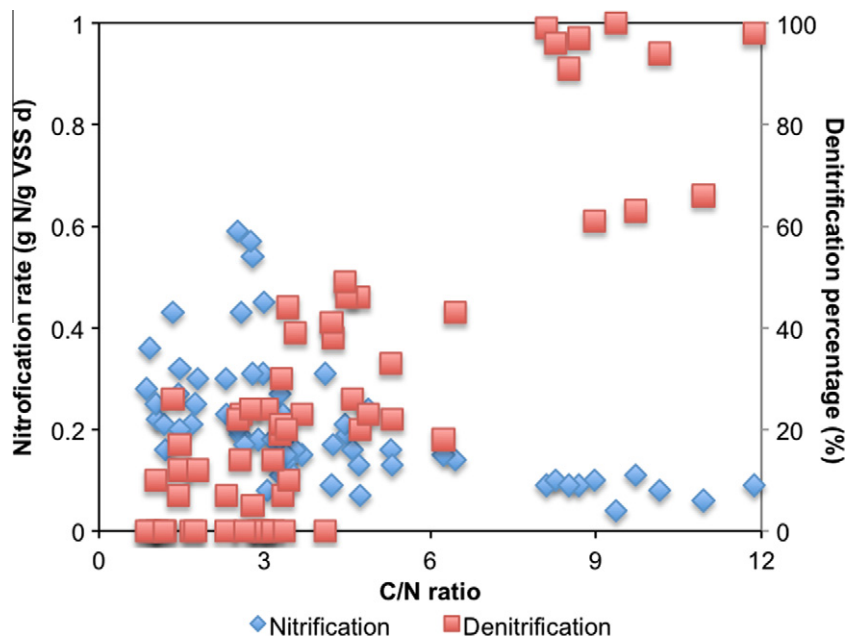 1
0.8
0.6
0.4
0.2
0
Nitrofication rate (g N/g VSS d)
100
80
60
40
20
0
Denitrification percentage (%)
0 3 6 9 12
C/N ratio
Nitrification Denitrification